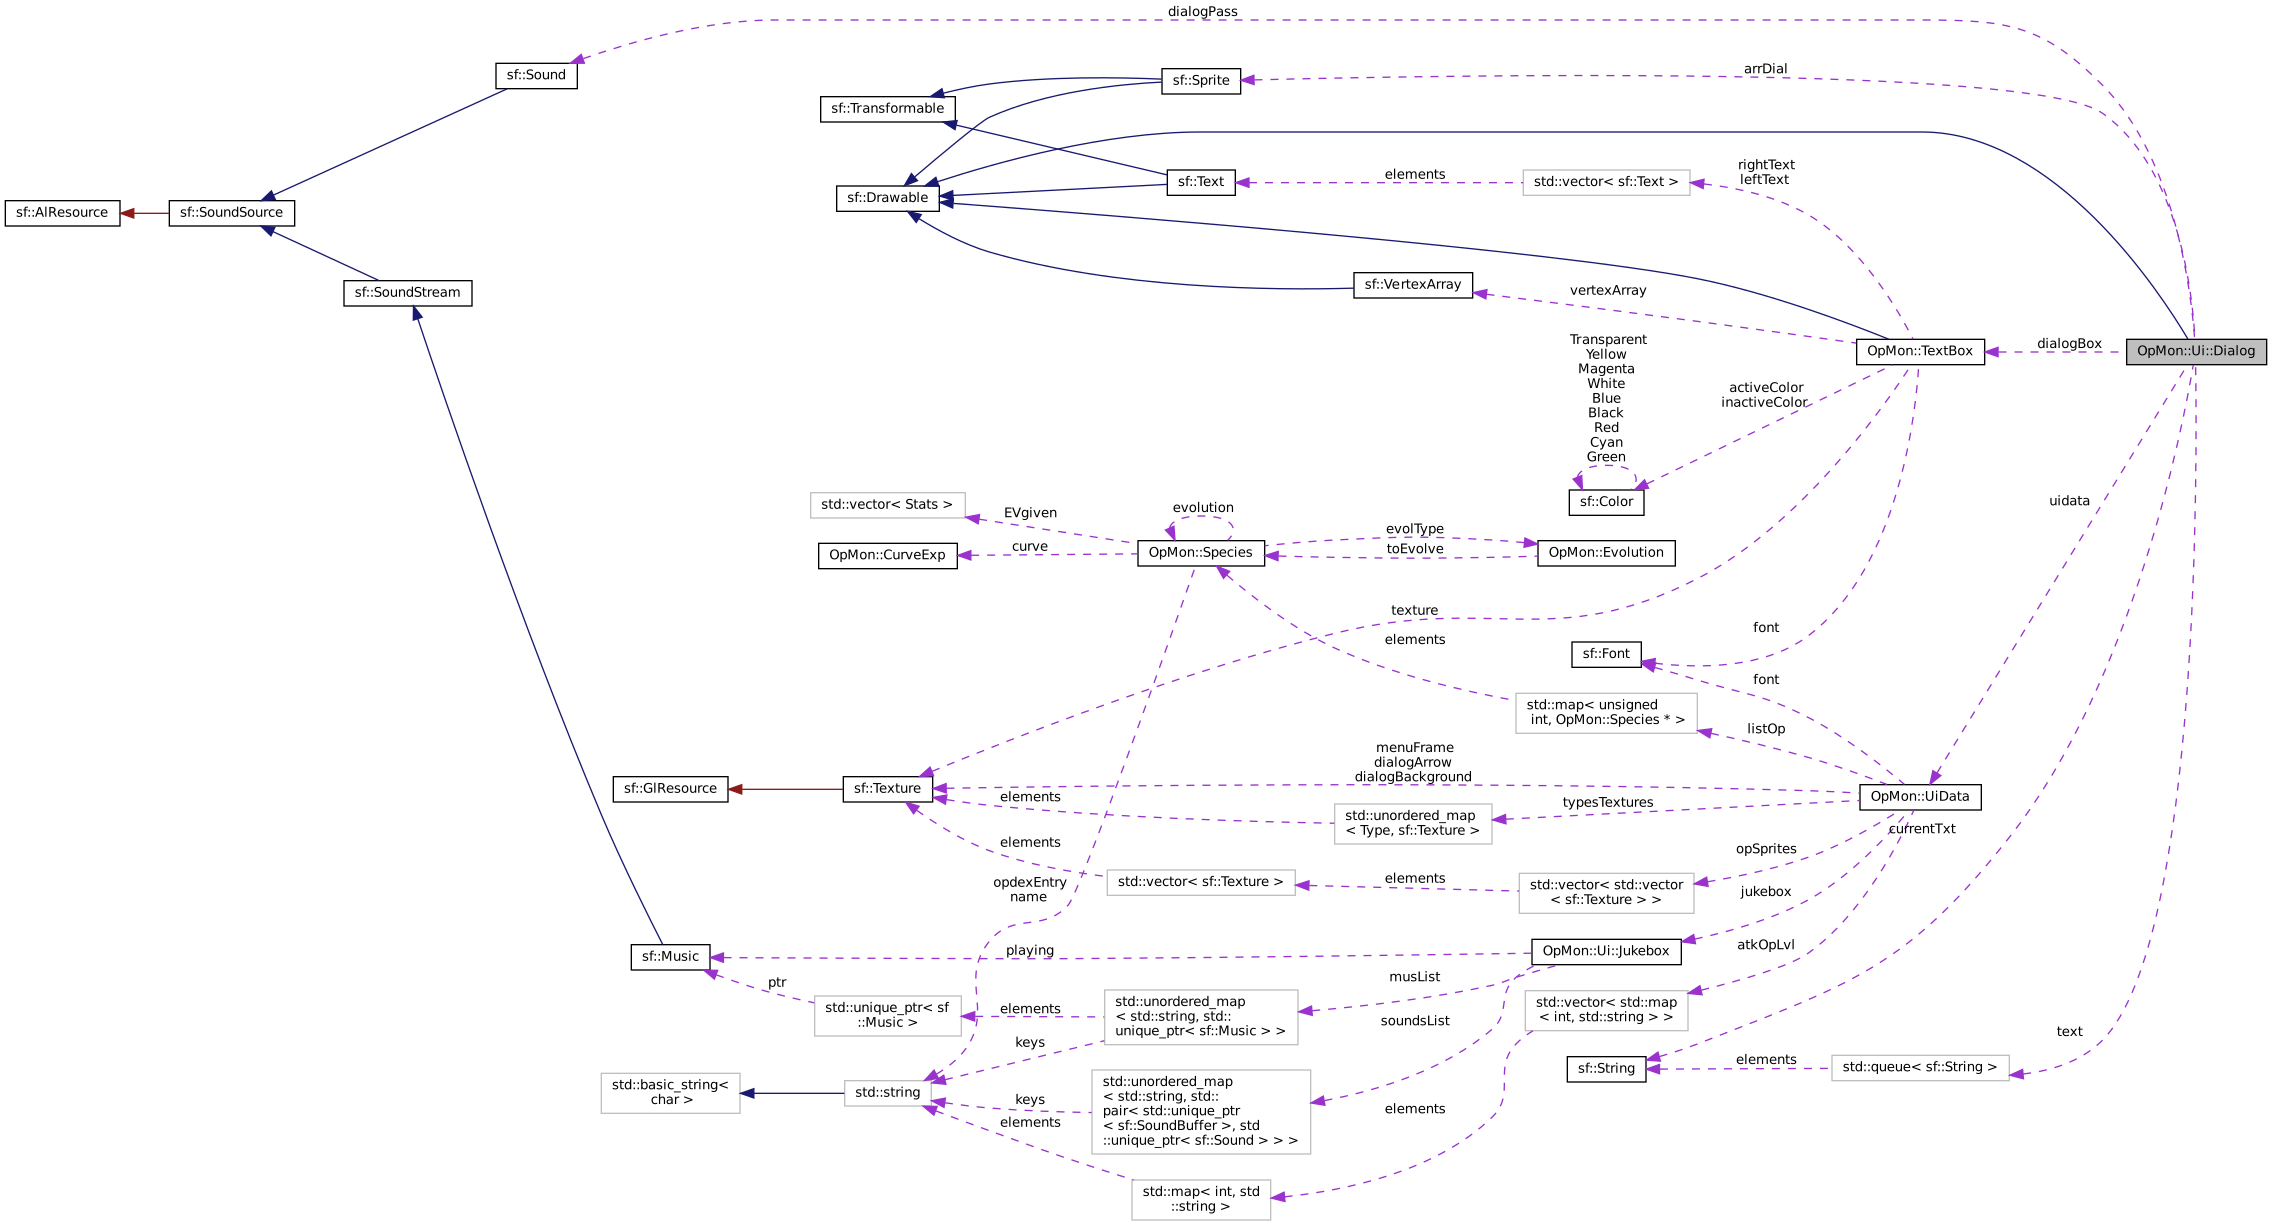 dialogPass
sf::Sound
arrDial
sf::Sprite
sf::Transformable
rightText
leftText
elements
std::vector< sf::Text >
sf::Text
sf::Drawable
sf::AlResource
sf::SoundSource
sf::SoundStream
sf::VertexArray
vertexArray
Transparent
Yellow
Magenta
White
Blue
Black
Red
Cyan
Green
OpMon::TextBox
dialogBox
OpMon::Ui::Dialog
activeColor
inactiveColor
sf::Color
uidata
std::vector< Stats >
EVgiven
evolution
evolType
OpMon::CurveExp
curve
OpMon::Species
toEvolve
OpMon::Evolution
texture
elements
font
sf::Font
font
std::map< unsigned
int, OpMon::Species * >
listOp
menuFrame
dialogArrow
dialogBackground
sf::GlResource
sf::Texture
elements
std::unordered_map
< Type, sf::Texture >
typesTextures
OpMon::UiData
currentTxt
elements
opSprites
opdexEntry
name
std::vector< sf::Texture >
elements
std::vector< std::vector
< sf::Texture > >
jukebox
sf::Music
playing
OpMon::Ui::Jukebox
atkOpLvl
ptr
musList
std::unique_ptr< sf
::Music >
elements
std::unordered_map
< std::string, std::
unique_ptr< sf::Music > >
std::vector< std::map
< int, std::string > >
soundsList
keys
text
sf::String
elements
std::queue< sf::String >
std::basic_string<
char >
std::string
keys
elements
std::unordered_map
< std::string, std::
pair< std::unique_ptr
< sf::SoundBuffer >, std
::unique_ptr< sf::Sound > > >
elements
std::map< int, std
::string >